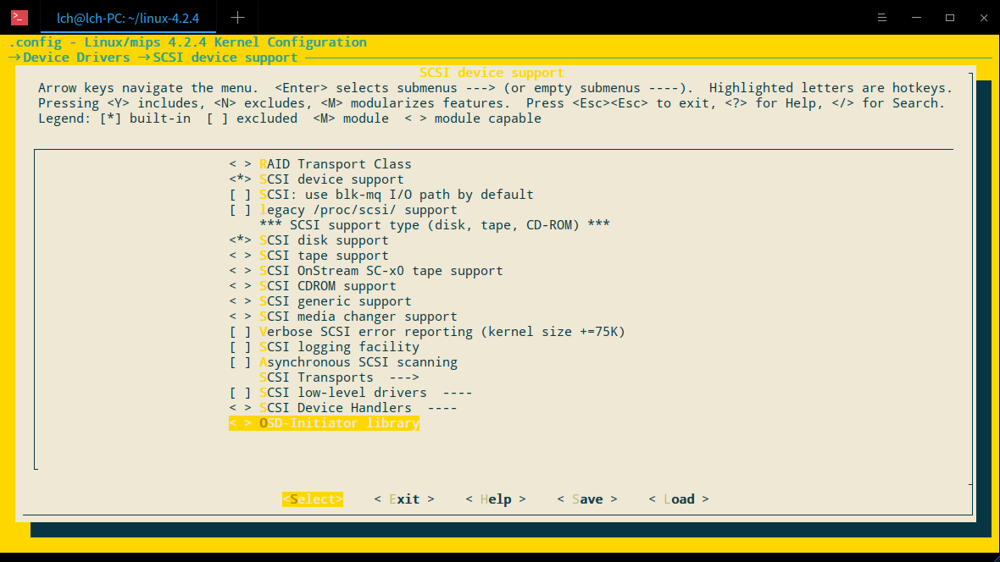 lch@lch-PC: ~/linux-4.2.4
.config - Linux/mips 4.2.4 Kernel Configuration
→Device Drivers →SCSI device support
SCSI device support
Arrow keys navigate the menu.  <Enter> selects submenus ---> (or empty submenus ----).  Highlighted letters are hotkeys.
Pressing <Y> includes, <N> excludes, <M> modularizes features.  Press <Esc><Esc> to exit, <?> for Help, </> for Search.
Legend: [*] built-in  [ ] excluded  <M> module  < > module capable
< > RAID Transport Class
<*> SCSI device support
[ ] SCSI: use blk-mq I/O path by default
[ ] legacy /proc/scsi/ support
*** SCSI support type (disk, tape, CD-ROM) ***
<*> SCSI disk support
< > SCSI tape support
< > SCSI OnStream SC-x0 tape support
< > SCSI CDROM support
< > SCSI generic support
< > SCSI media changer support
[ ] Verbose SCSI error reporting (kernel size +=75K)
[ ] SCSI logging facility
[ ] Asynchronous SCSI scanning
SCSI Transports  --->
[ ] SCSI low-level drivers  ----
< > SCSI Device Handlers  ----
< > OSD-Initiator library
<Select>    < Exit >    < Help >    < Save >    < Load >